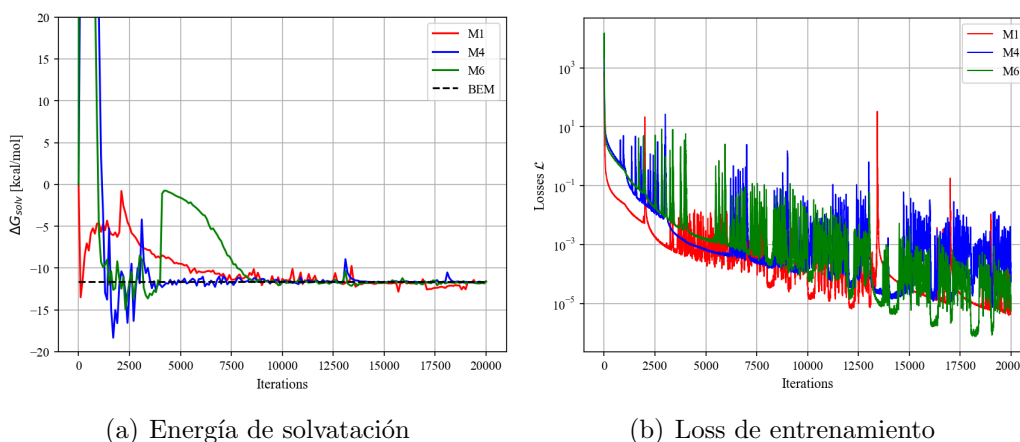 20
15
10
5
0
−5
−10
−15
−20
ΔG_solv [kcal/mol]
0 2500 5000 7500 10000 12500 15000 17500 20000
Iterations
M1
M4
M6
BEM
(a) Energía de solvatación
10^3
10^1
10^−1
10^−3
10^−5
Losses ℒ
0 2500 5000 7500 10000 12500 15000 17500 20000
Iterations
M1
M4
M6
(b) Loss de entrenamiento